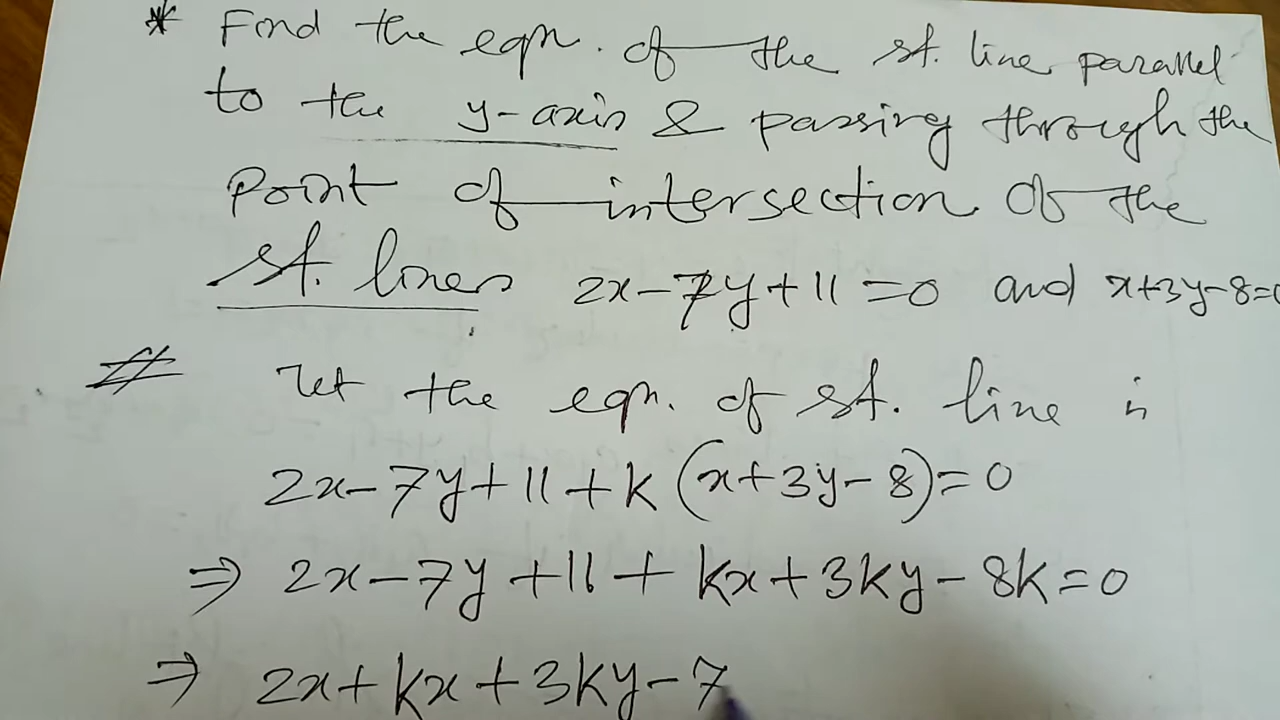 * Find the eqn. of the st. line parallel
to the y-axis & passing through the
point of intersection of the
st. lines 2x-7y+11=0 and x+3y-8=0
# Let the eqn. of st. line is
2x-7y+11+k(x+3y-8)=0
⇒ 2x-7y+11+kx+3ky-8k=0
⇒ 2x+kx+3ky-7